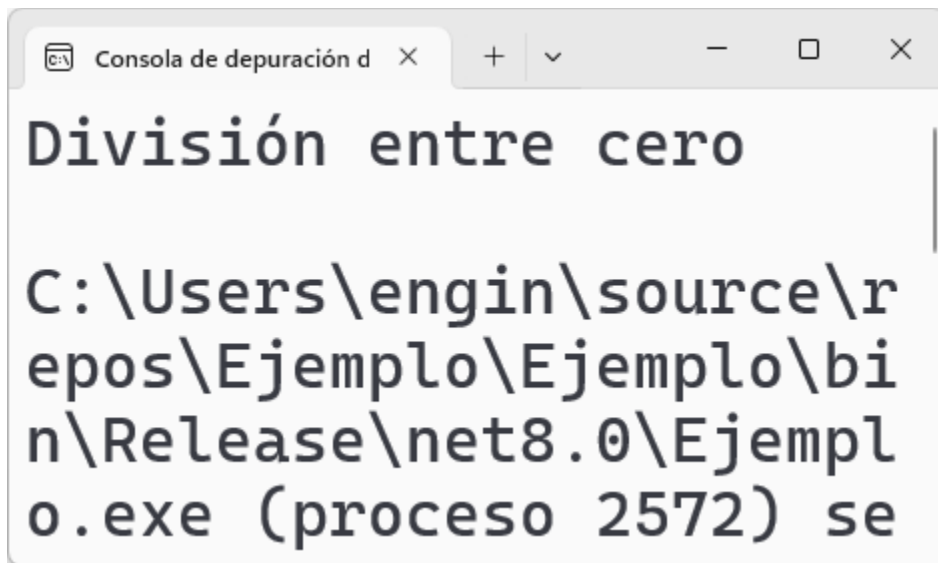 Consola de depuración d
División entre cero
C:\Users\engin\source\r
epos\Ejemplo\Ejemplo\bi
n\Release\net8.0\Ejempl
o.exe (proceso 2572) se